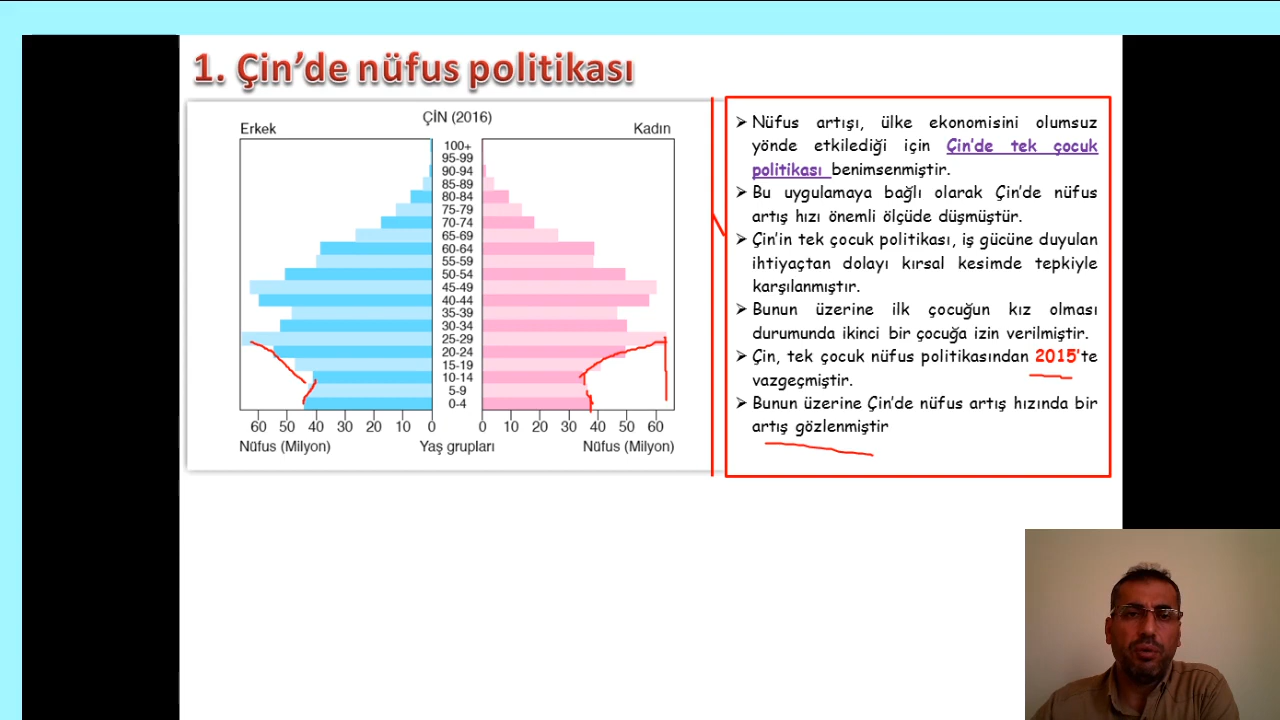 1. Çin’de nüfus politikası
ÇİN (2016)
Erkek
Kadın
100+
95-99
90-94
85-89
80-84
75-79
70-74
65-69
60-64
55-59
50-54
45-49
40-44
35-39
30-34
25-29
20-24
15-19
10-14
5-9
0-4
60 50 40 30 20 10 0
0 10 20 30 40 50 60
Nüfus (Milyon)
Yaş grupları
Nüfus (Milyon)
➢ Nüfus artışı, ülke ekonomisini olumsuz
yönde etkilediği için Çin’de tek çocuk
politikası benimsenmiştir.
➢ Bu uygulamaya bağlı olarak Çin’de nüfus
artış hızı önemli ölçüde düşmüştür.
➢ Çin’in tek çocuk politikası, iş gücüne duyulan
ihtiyaçtan dolayı kırsal kesimde tepkiyle
karşılanmıştır.
➢ Bunun üzerine ilk çocuğun kız olması
durumunda ikinci bir çocuğa izin verilmiştir.
➢ Çin, tek çocuk nüfus politikasından 2015’te
vazgeçmiştir.
➢ Bunun üzerine Çin’de nüfus artış hızında bir
artış gözlenmiştir